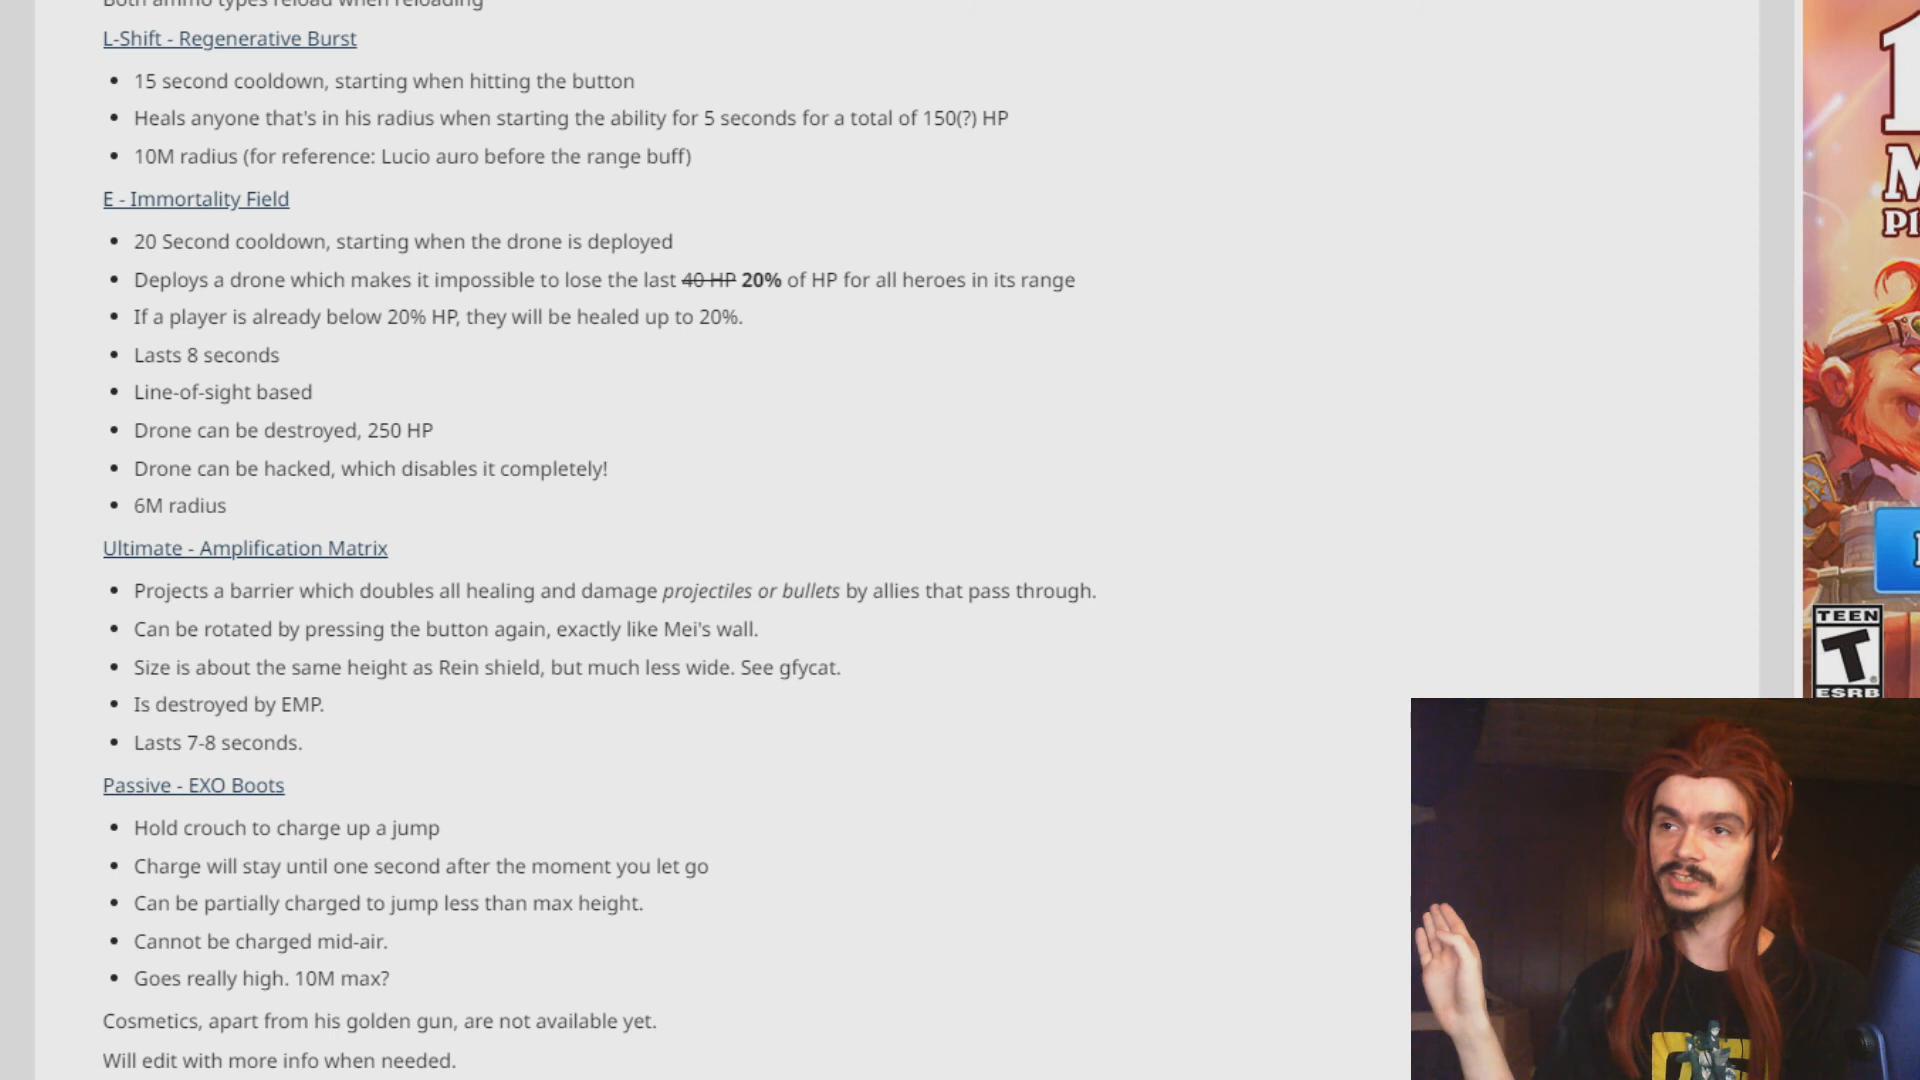 Both ammo types reload when reloading
L-Shift - Regenerative Burst
• 15 second cooldown, starting when hitting the button
• Heals anyone that's in his radius when starting the ability for 5 seconds for a total of 150(?) HP
• 10M radius (for reference: Lucio auro before the range buff)
E - Immortality Field
• 20 Second cooldown, starting when the drone is deployed
• Deploys a drone which makes it impossible to lose the last 40 HP 20% of HP for all heroes in its range
• If a player is already below 20% HP, they will be healed up to 20%.
• Lasts 8 seconds
• Line-of-sight based
• Drone can be destroyed, 250 HP
• Drone can be hacked, which disables it completely!
• 6M radius
Ultimate - Amplification Matrix
• Projects a barrier which doubles all healing and damage projectiles or bullets by allies that pass through.
• Can be rotated by pressing the button again, exactly like Mei's wall.
• Size is about the same height as Rein shield, but much less wide. See gfycat.
• Is destroyed by EMP.
• Lasts 7-8 seconds.
Passive - EXO Boots
• Hold crouch to charge up a jump
• Charge will stay until one second after the moment you let go
• Can be partially charged to jump less than max height.
• Cannot be charged mid-air.
• Goes really high. 10M max?
Cosmetics, apart from his golden gun, are not available yet.
Will edit with more info when needed.
TEEN
T
ESRB